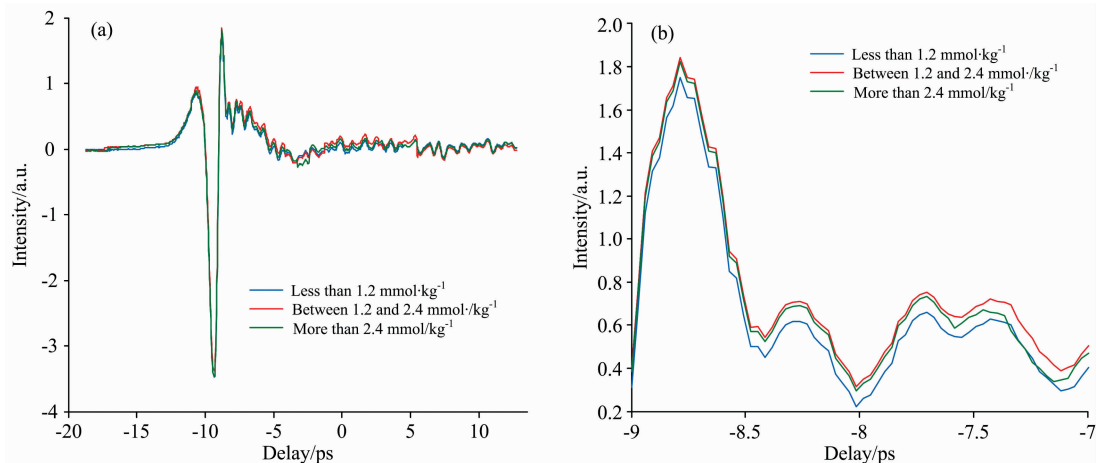 (a)
2
1
0
-1
-2
-3
-4
Intensity/a.u.
Less than 1.2 mmol·kg⁻¹
Between 1.2 and 2.4 mmol·/kg⁻¹
More than 2.4 mmol/kg⁻¹
-20 -15 -10 -5 0 5 10
Delay/ps
(b)
2.0
1.8
1.6
1.4
1.2
1.0
0.8
0.6
0.4
0.2
Intensity/a.u.
Less than 1.2 mmol·kg⁻¹
Between 1.2 and 2.4 mmol·/kg⁻¹
More than 2.4 mmol/kg⁻¹
-9 -8.5 -8 -7.5 -7
Delay/ps